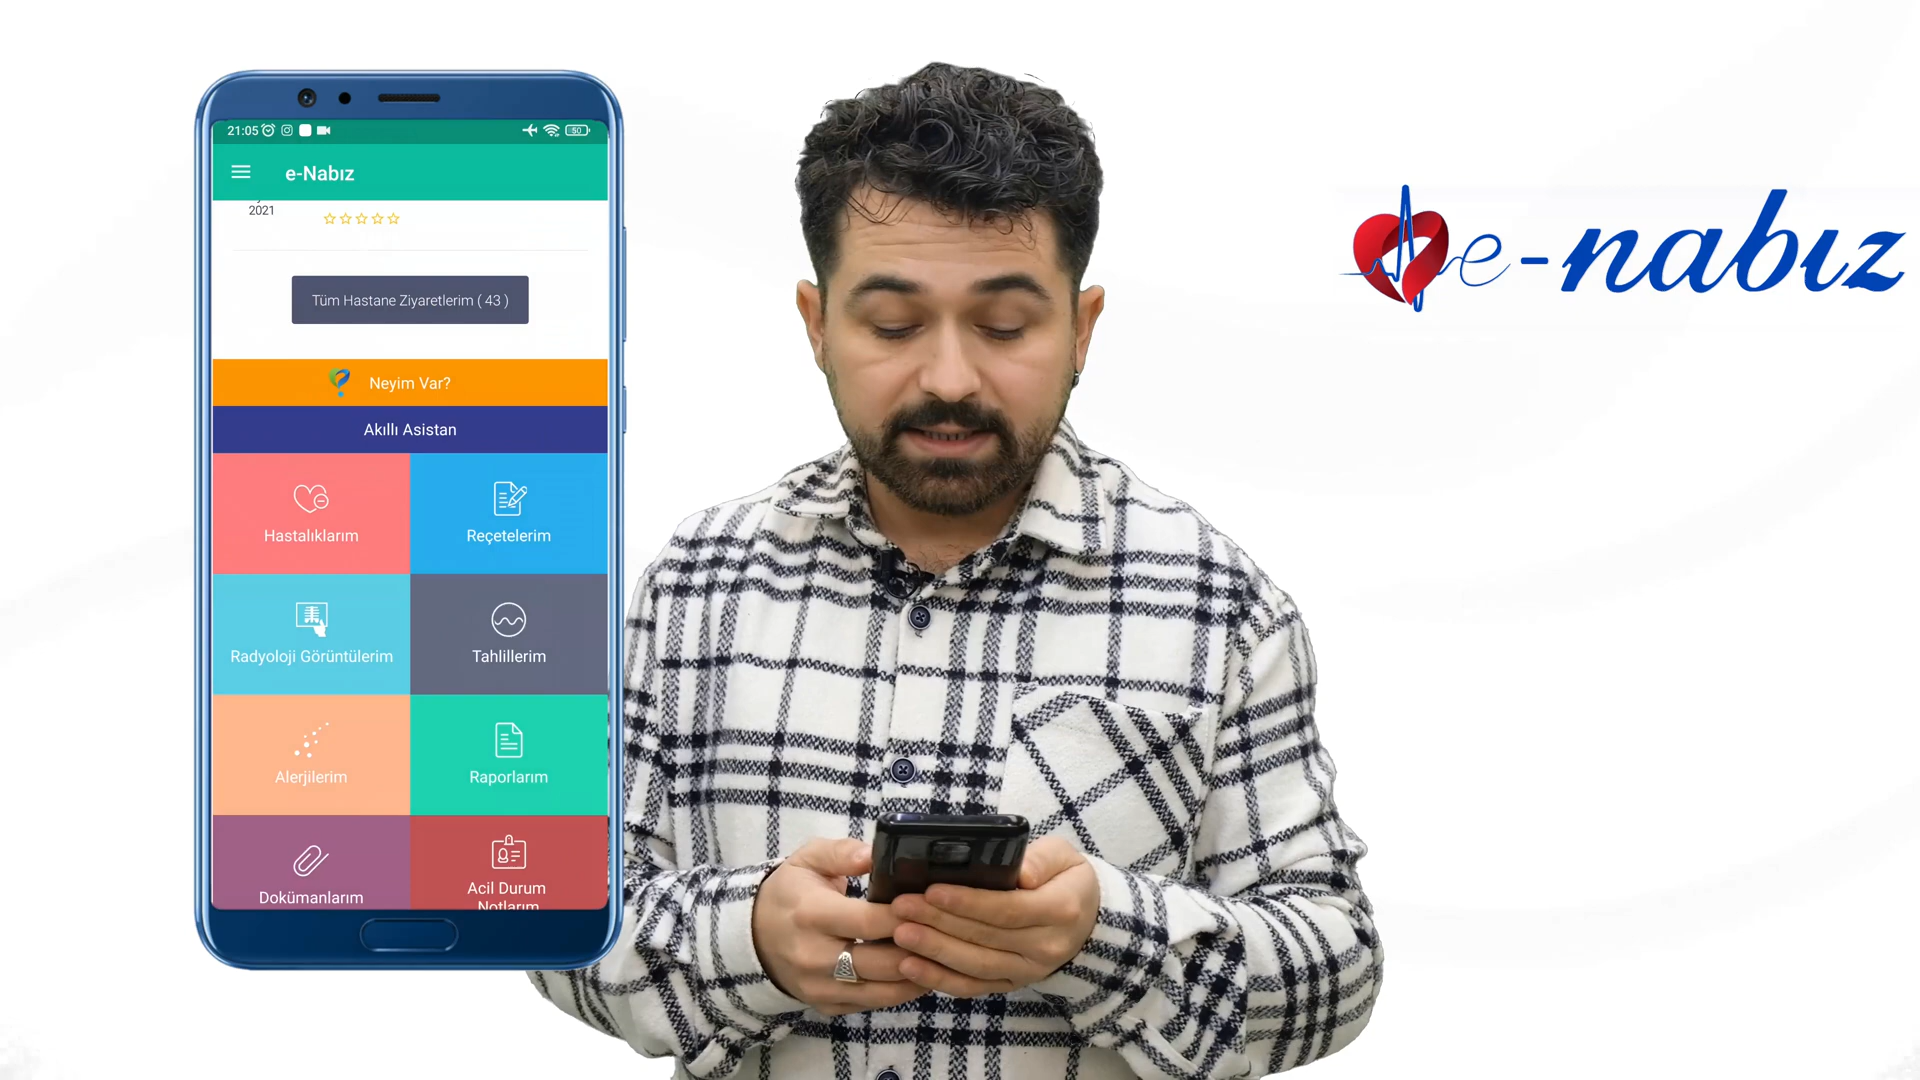 21:05
50
e-Nabız
2021
Tüm Hastane Ziyaretlerim ( 43 )
Neyim Var?
Akıllı Asistan
Hastalıklarım
Reçetelerim
Radyoloji Görüntülerim
Tahlillerim
Alerjilerim
Raporlarım
Dokümanlarım
Acil Durum
Notlarım
e-nabız